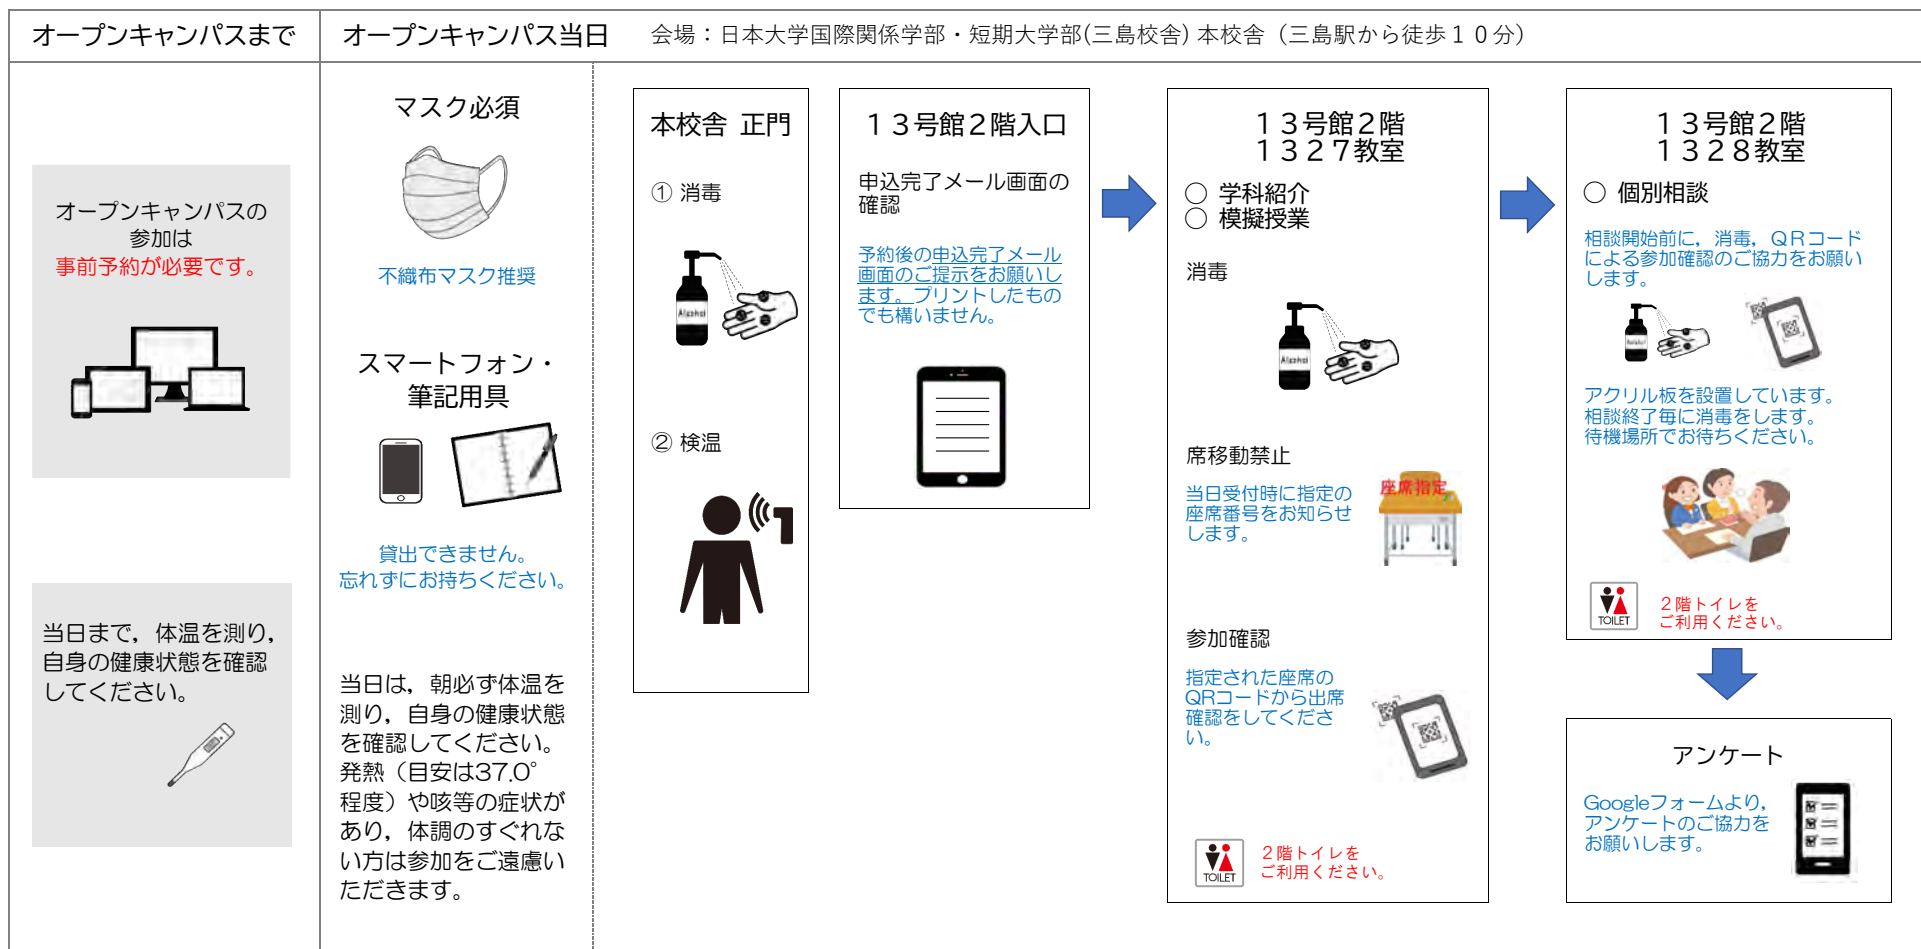 オープンキャンパスまで
オープンキャンパス当日
会場：日本大学国際関係学部・短期大学部(三島校舎) 本校舎（三島駅から徒歩１０分）
オープンキャンパスの
参加は
事前予約が必要です。
当日まで，体温を測り，
自身の健康状態を確認
してください。
マスク必須
不織布マスク推奨
スマートフォン・
筆記用具
貸出できません。
忘れずにお持ちください。
当日は，朝必ず体温を
測り，自身の健康状態
を確認してください。
発熱（目安は37.0°
程度）や咳等の症状が
あり，体調のすぐれな
い方は参加をご遠慮い
ただきます。
本校舎 正門
① 消毒
Alcohol
② 検温
１３号館２階入口
申込完了メール画面の
確認
予約後の申込完了メール
画面のご提示をお願いし
ます。プリントしたもの
でも構いません。
１３号館２階
１３２７教室
○ 学科紹介
○ 模擬授業
消毒
Alcohol
席移動禁止
当日受付時に指定の
座席番号をお知らせ
します。
座席指定
参加確認
指定された座席の
QRコードから出席
確認をしてくださ
い。
TOILET
２階トイレを
ご利用ください。
１３号館２階
１３２８教室
○ 個別相談
相談開始前に，消毒，ＱＲコード
による参加確認のご協力をお願い
します。
Alcohol
アクリル板を設置しています。
相談終了毎に消毒をします。
待機場所でお待ちください。
TOILET
２階トイレを
ご利用ください。
アンケート
Googleフォームより，
アンケートのご協力を
お願いします。